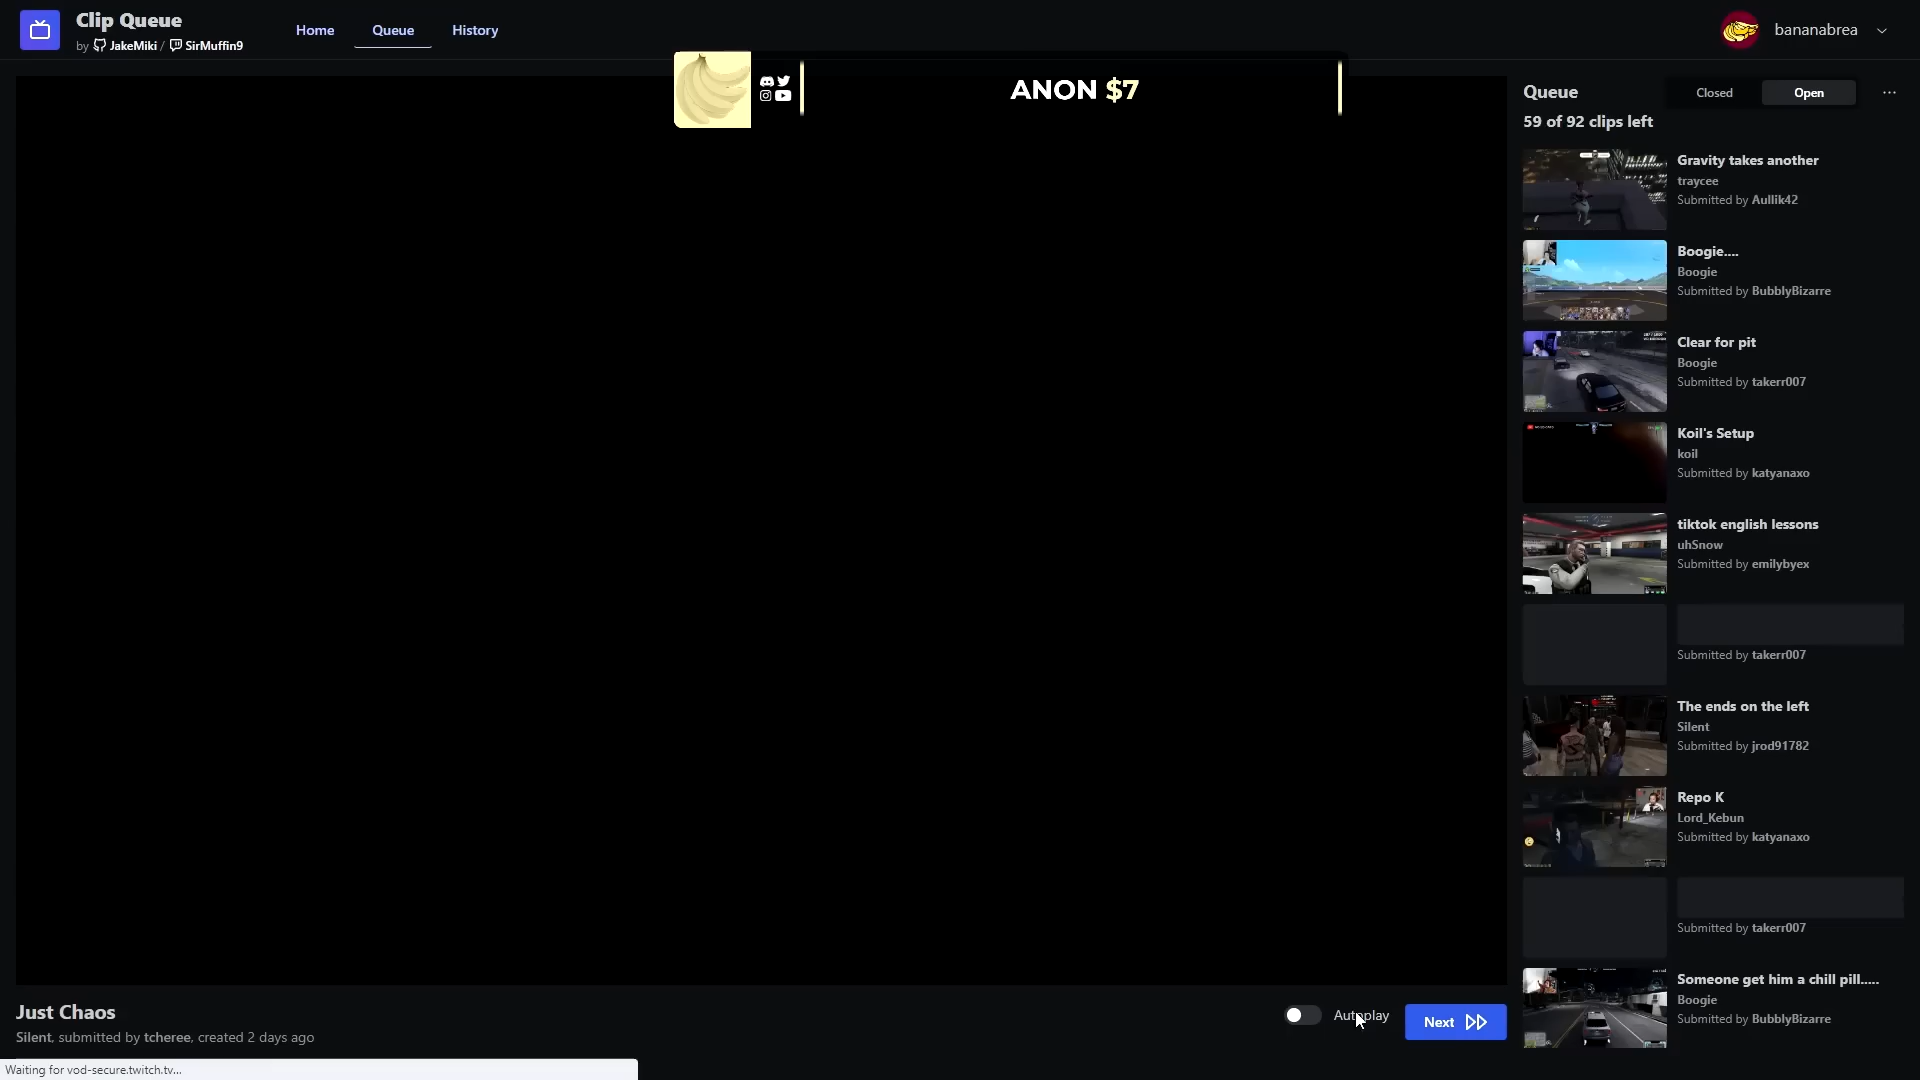 Clip Queue
by JakeMiki / SirMuffin9
Home
Queue
History
bananabrea
ANON $7
Queue
Closed
Open
59 of 92 clips left
Gravity takes another
traycee
Submitted by Aullik42
Boogie....
Boogie
Submitted by BubblyBizarre
Clear for pit
Boogie
Submitted by takerr007
Koil's Setup
koil
Submitted by katyanaxo
tiktok english lessons
uhSnow
Submitted by emilybyex
Submitted by takerr007
The ends on the left
Silent
Submitted by jrod91782
Repo K
Lord_Kebun
Submitted by katyanaxo
Submitted by takerr007
Someone get him a chill pill.....
Boogie
Submitted by BubblyBizarre
Just Chaos
Silent, submitted by tcheree, created 2 days ago
Autoplay
Next
Waiting for vod-secure.twitch.tv...